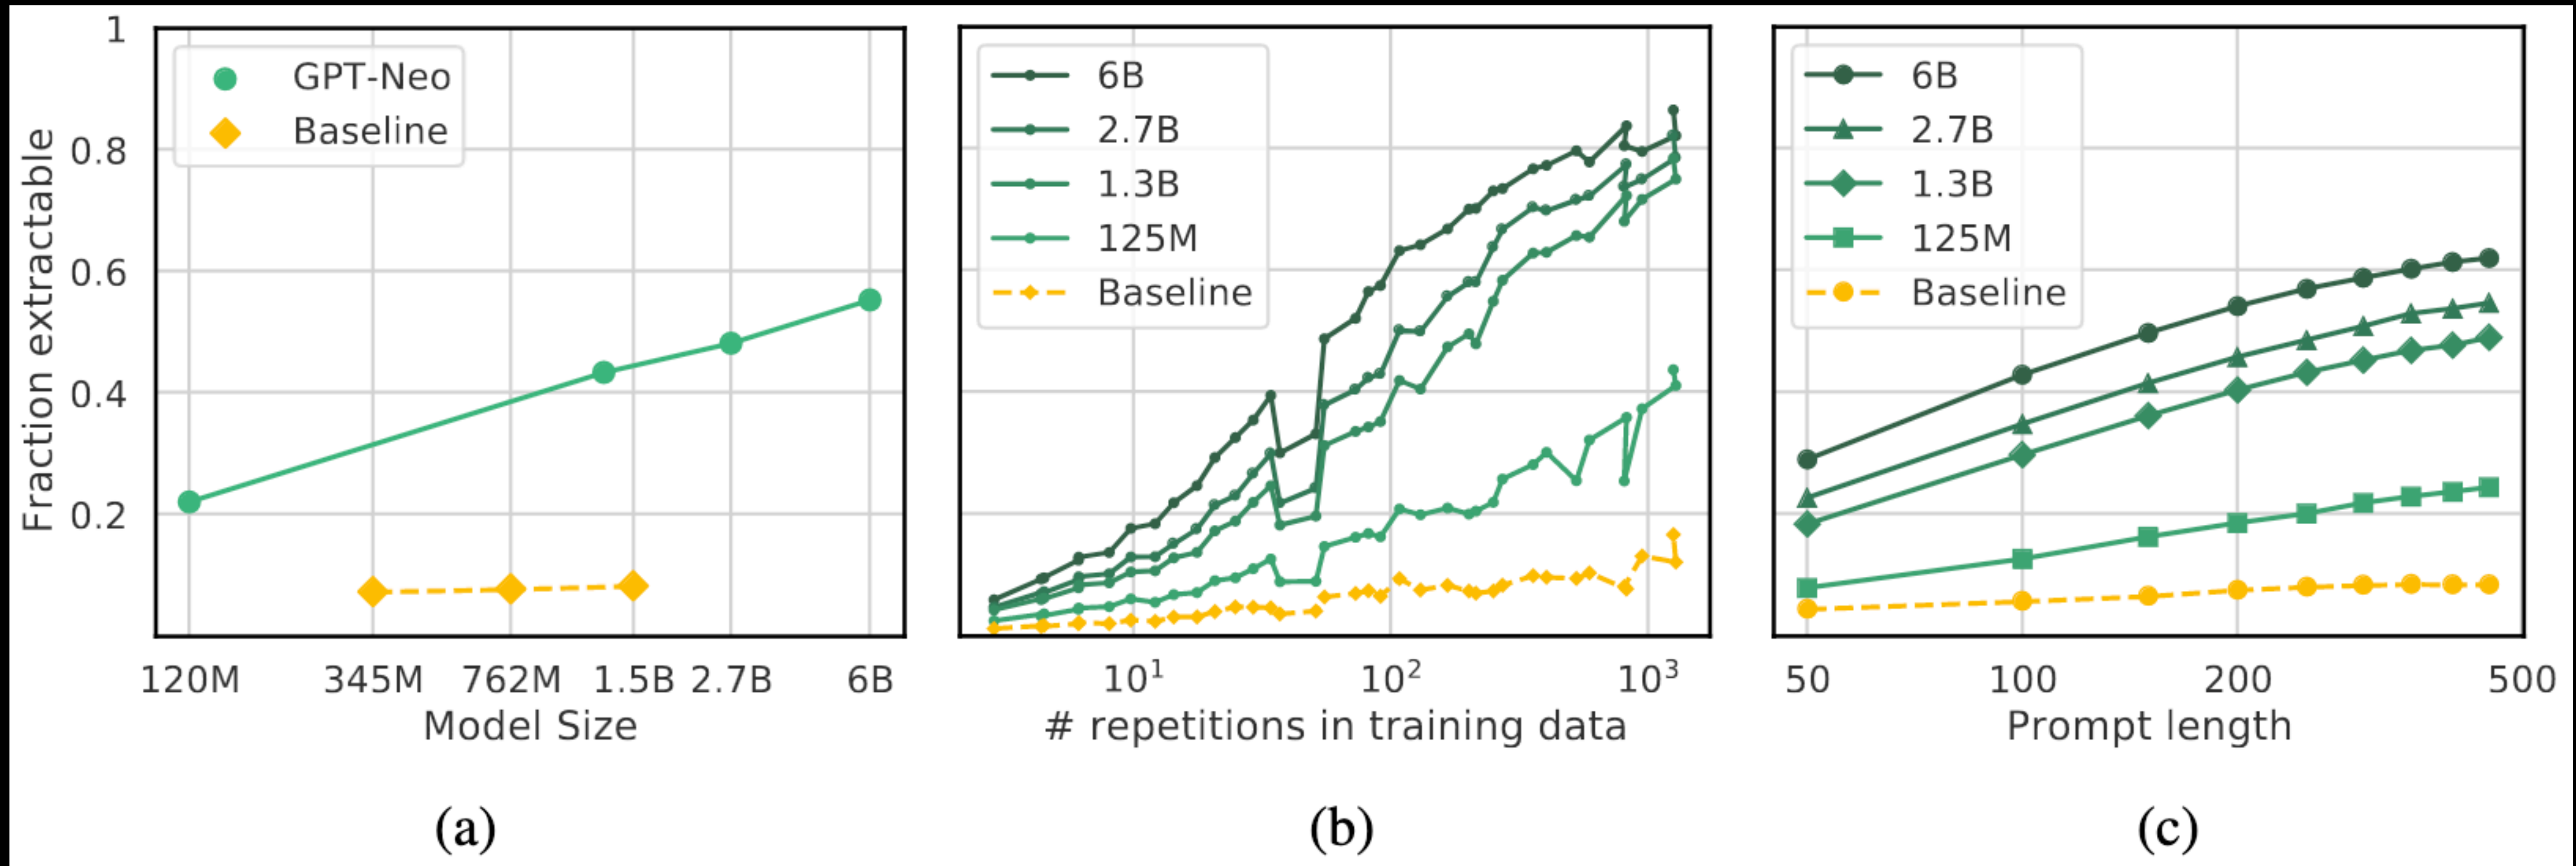 1
0.8
0.6
0.4
0.2
Fraction extractable
GPT-Neo
Baseline
120M 345M 762M 1.5B 2.7B 6B
Model Size
(a)
6B
2.7B
1.3B
125M
Baseline
10¹ 10² 10³
# repetitions in training data
(b)
6B
2.7B
1.3B
125M
Baseline
50 100 200 500
Prompt length
(c)